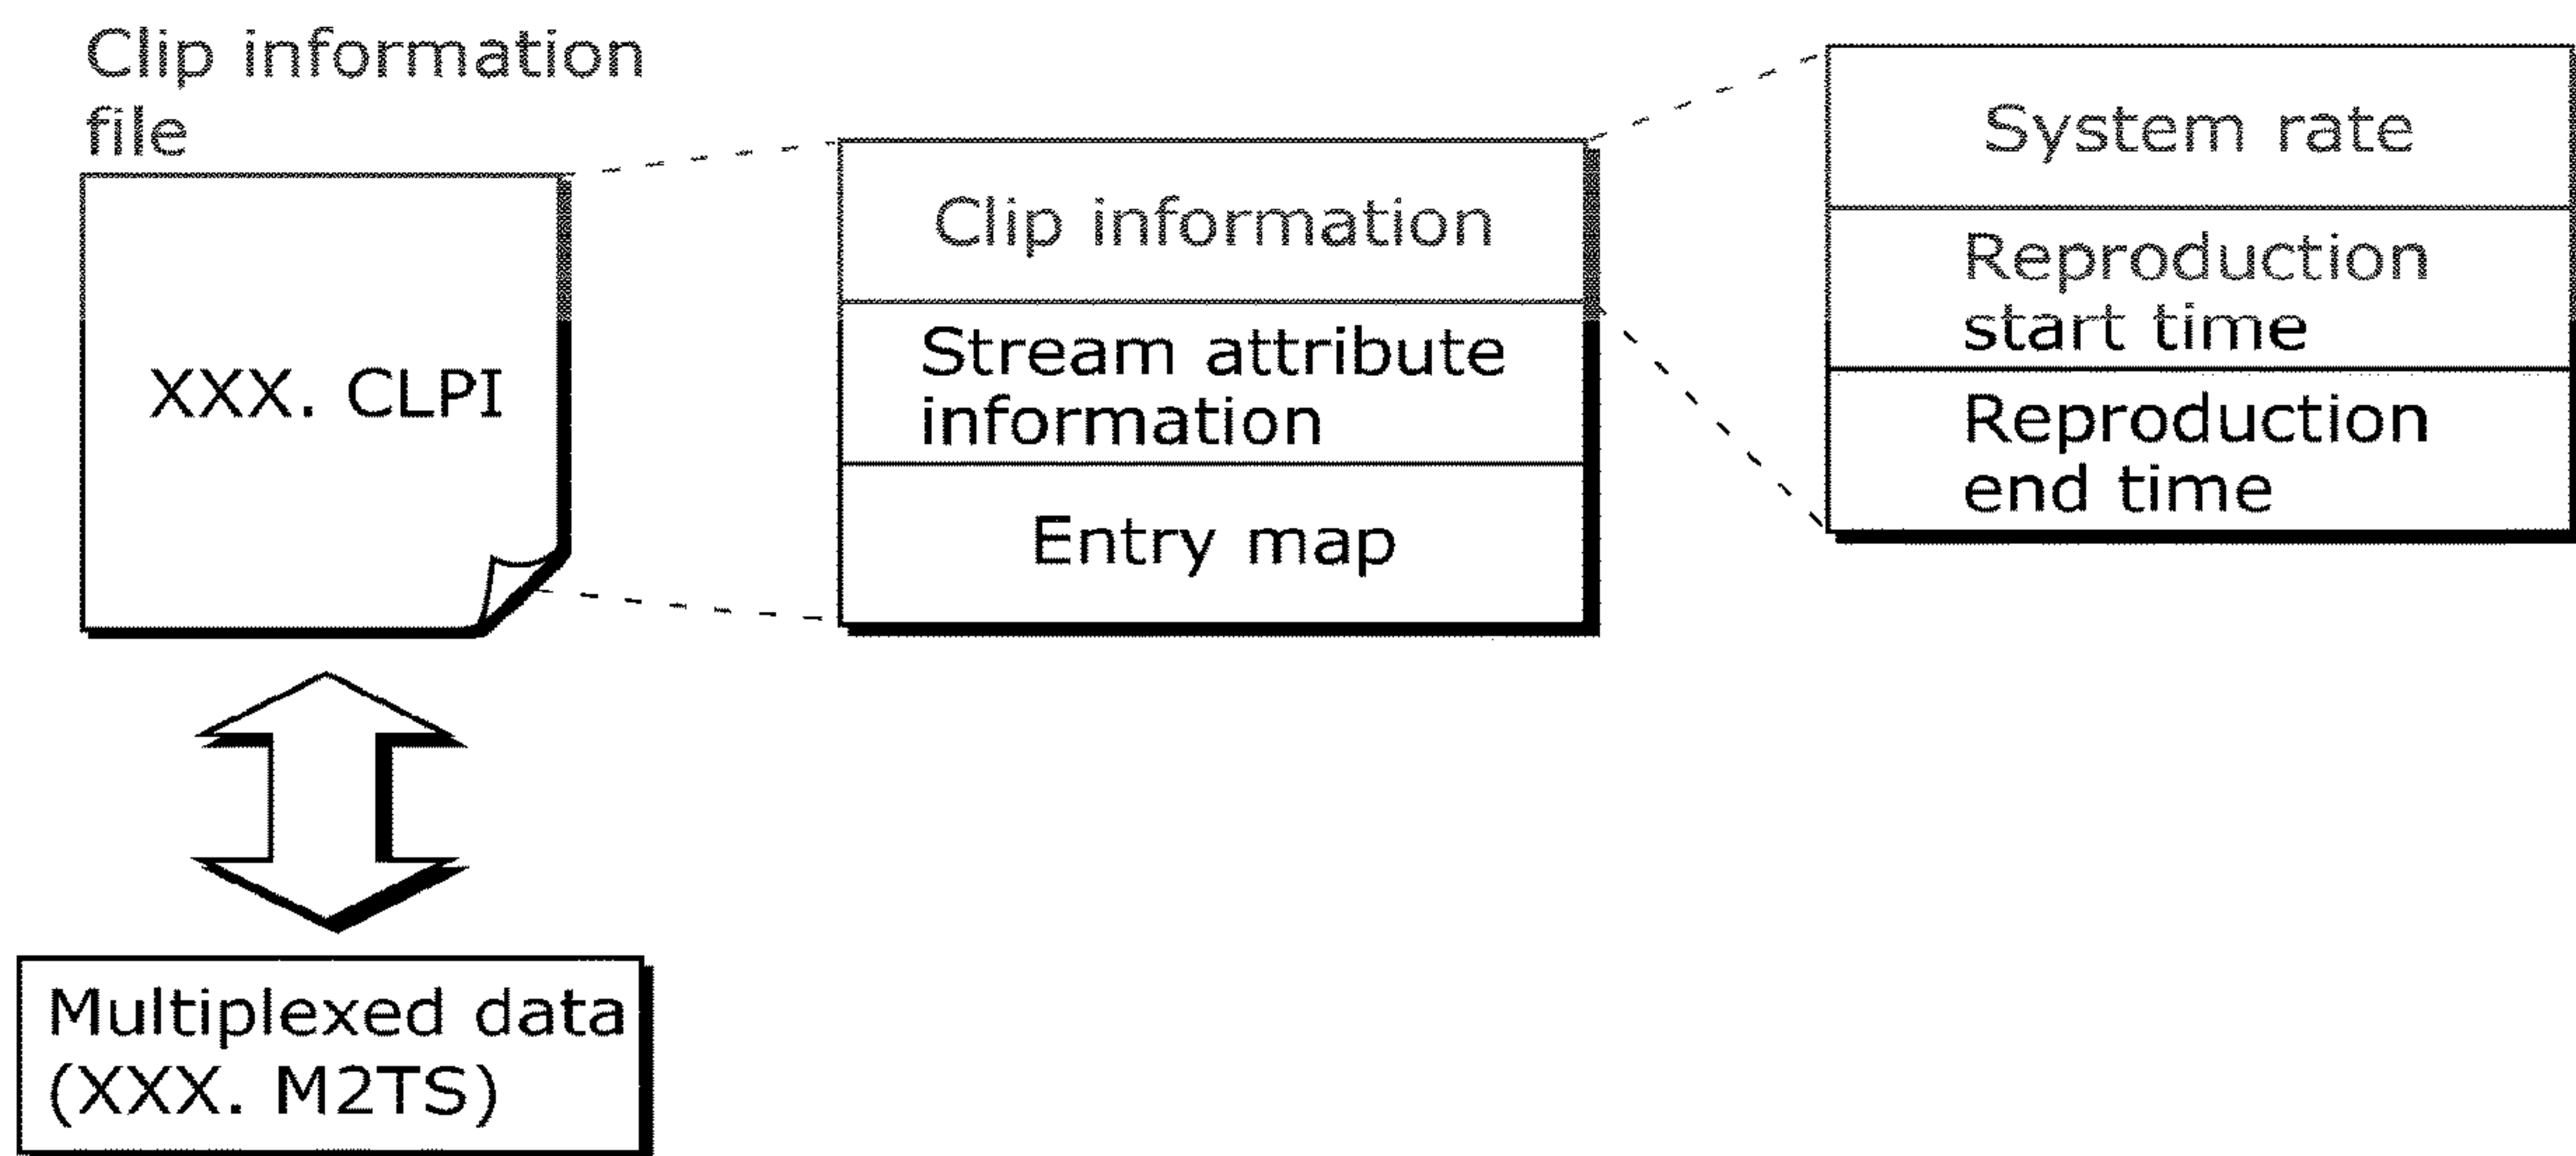 Clip information
file
XXX. CLPI
Multiplexed data
(XXX. M2TS)
Clip information
Stream attribute
information
Entry map
System rate
Reproduction
start time
Reproduction
end time